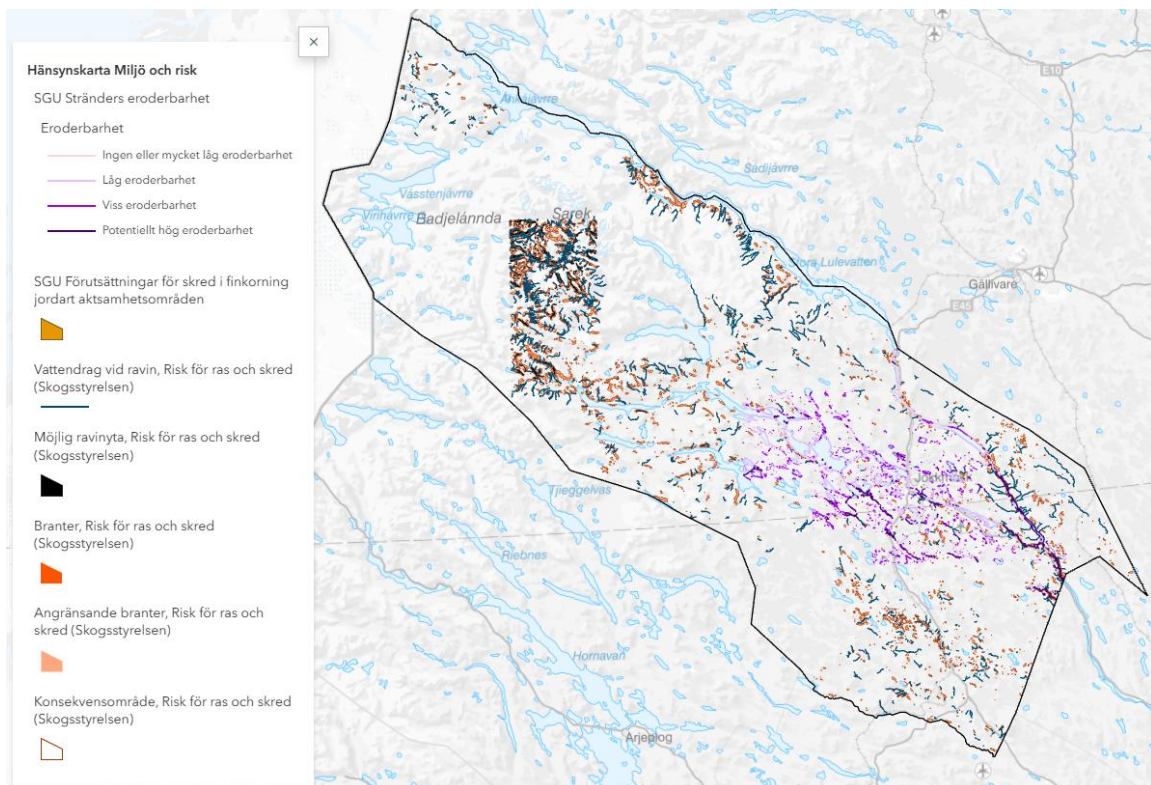 ×
Hänsynskarta Miljö och risk
SGU Stränders eroderbarhet
Eroderbarhet
Ingen eller mycket låg eroderbarhet
Låg eroderbarhet
Viss eroderbarhet
Potentiellt hög eroderbarhet
SGU Förutsättningar för skred i finkorning
jordart aktsamhetsområden
Vattendrag vid ravin, Risk för ras och skred
(Skogsstyrelsen)
Möjlig ravinyta, Risk för ras och skred
(Skogsstyrelsen)
Branter, Risk för ras och skred
(Skogsstyrelsen)
Angränsande branter, Risk för ras och
skred (Skogsstyrelsen)
Konsekvensområde, Risk för ras och skred
(Skogsstyrelsen)
E10
Áhkájávrre
Sádijávrre
Vásstenjávrre
Virihávrre
Badjelánnda
Sarek
Stora Lulevatten
Gällivare
E45
Tjieggelvas
Riebnes
Hornavan
Arjeplog